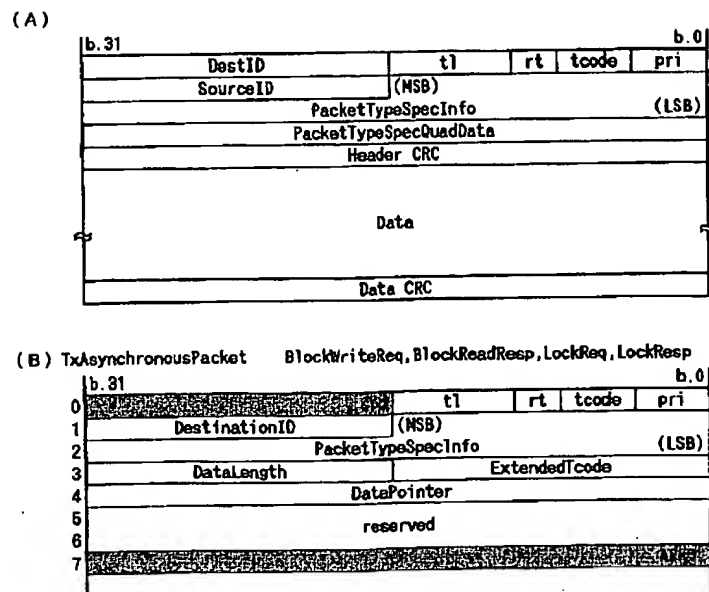 (A)
b.31 b.0
DestID tl rt tcode pri
SourceID (MSB)
PacketTypeSpecInfo (LSB)
PacketTypeSpecQuadData
Header CRC
Data
Data CRC
(B) TxAsynchronousPacket BlockWriteReq,BlockReadResp,LockReq,LockResp
b.31 b.0
0 tl rt tcode pri
1 DestinationID (MSB)
2 PacketTypeSpecInfo (LSB)
3 DataLength ExtendedTcode
4 DataPointer
5
reserved
6
7